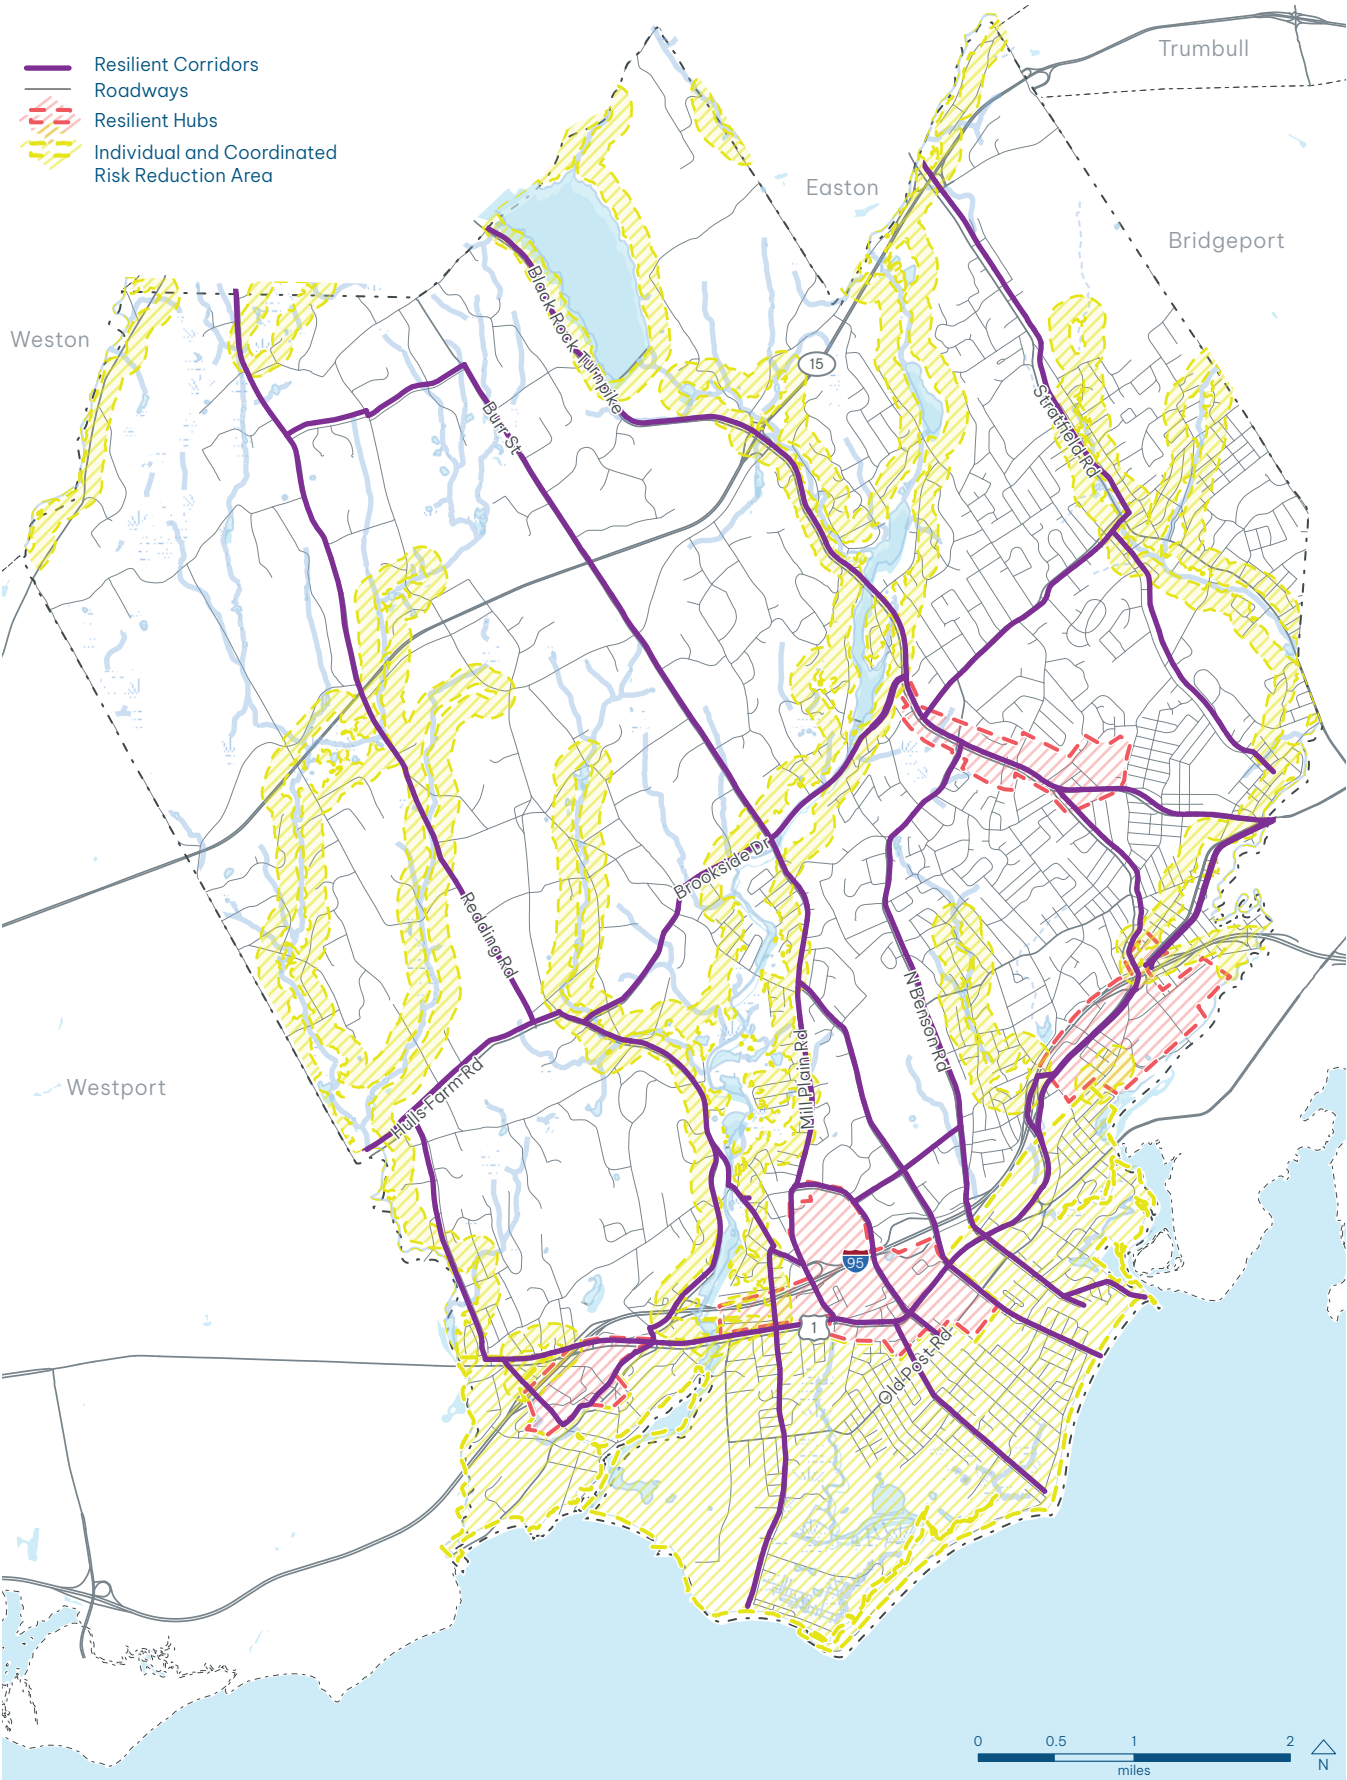 Resilient Corridors
Roadways
Resilient Hubs
Individual and Coordinated
Risk Reduction Area
Trumbull
Easton
Bridgeport
Weston
Black Rock Turnpike
15
Burr St
Stratfield Rd
Brookside Dr
Redding Rd
N Benson Rd
Mill Plain Rd
Hulls Farm Rd
Westport
95
1
Old Post Rd
0 0.5 1 2
miles
N